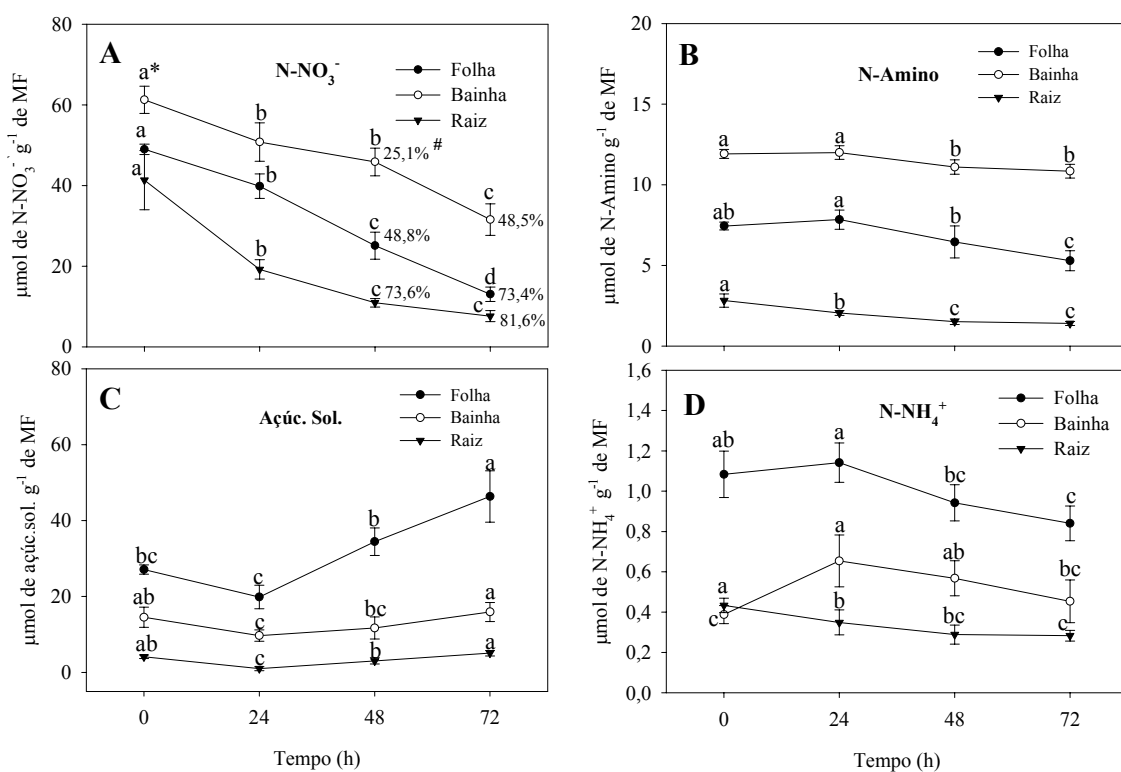 A
N-NO3-
Folha
Bainha
Raiz
µmol de N-NO3-` g-1 de MF
80
60
40
20
0
a*
b
b
25,1% #
c
48,5%
a
b
c
48,8%
d
73,4%
a
b
c
73,6%
c
81,6%
B
N-Amino
Folha
Bainha
Raiz
µmol de N-Amino g-1 de MF
20
15
10
5
0
a
a
b
b
ab
a
b
c
a
b
c
c
C
Açúc. Sol.
Folha
Bainha
Raiz
µmol de açúc.sol. g-1 de MF
80
60
40
20
0
bc
c
b
a
ab
c
bc
a
ab
c
b
a
0
24
48
72
Tempo (h)
D
N-NH4+
Folha
Bainha
Raiz
µmol de N-NH4+ g-1 de MF
1,6
1,4
1,2
1,0
0,8
0,6
0,4
0,2
0,0
ab
a
bc
c
a
a
ab
bc
c
b
bc
c
0
24
48
72
Tempo (h)